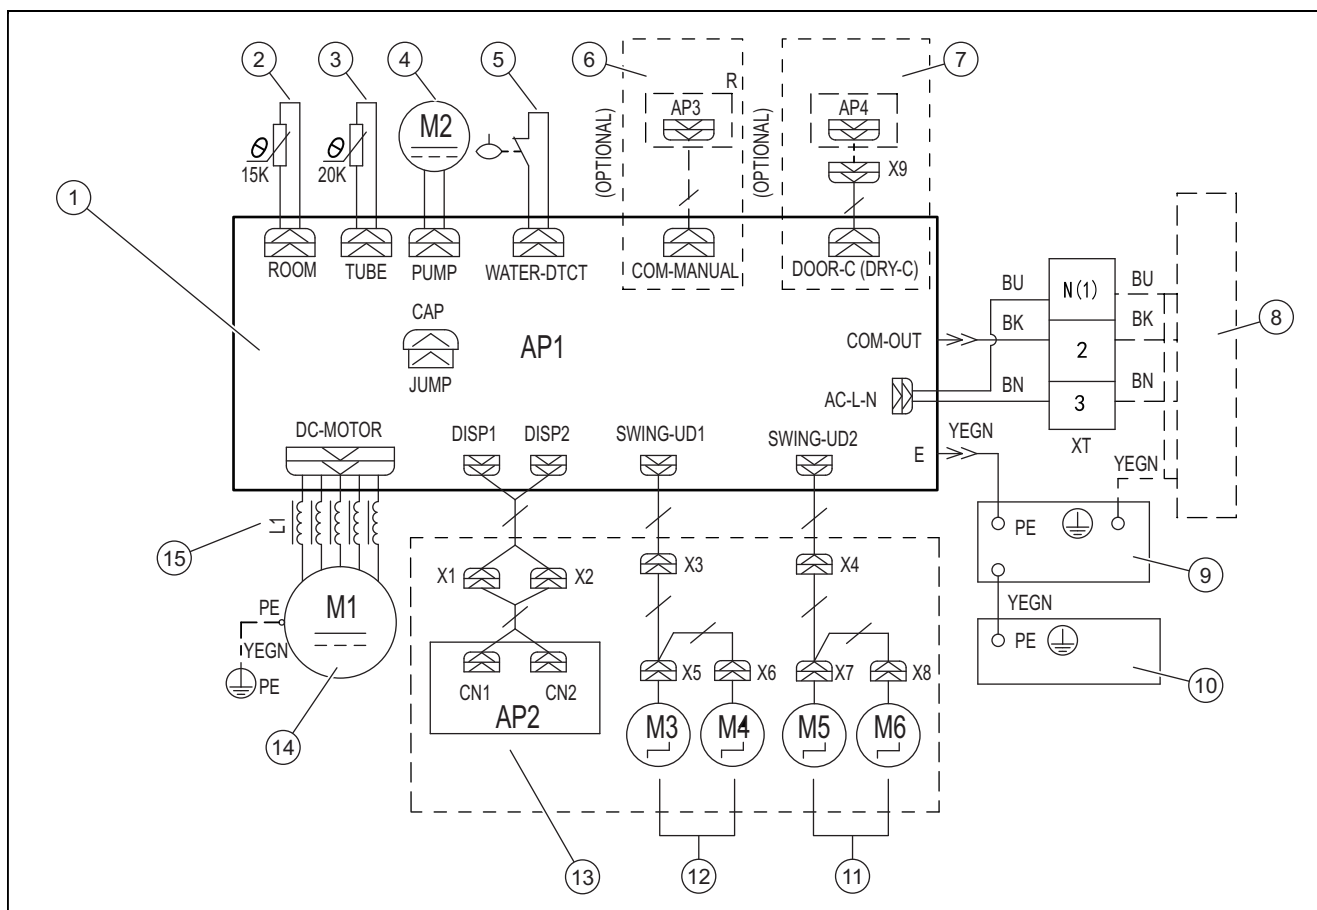 2
3
4
5
6
7
(OPTIONAL)
R
AP3
(OPTIONAL)
AP4
X9
θ
15K
θ
20K
M2
1
ROOM
TUBE
PUMP
WATER-DTCT
COM-MANUAL
DOOR-C (DRY-C)
CAP
JUMP
AP1
COM-OUT
AC-L-N
BU
BK
BN
N(1)
2
3
XT
BU
BK
BN
8
DC-MOTOR
DISP1
DISP2
SWING-UD1
SWING-UD2
E
YEGN
YEGN
L1
15
PE
9
YEGN
PE
10
X1
X2
X3
X4
M1
PE
YEGN
PE
14
CN1
CN2
AP2
X5
X6
X7
X8
M3
M4
M5
M6
13
12
11